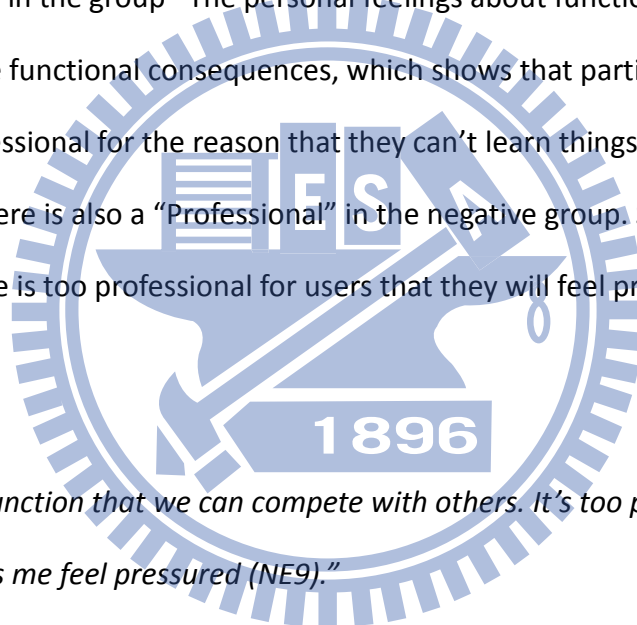 in the group "The personal feelings about function
functional consequences, which shows that parti
essional for the reason that they can't learn things
ere is also a "Professional" in the negative group.
e is too professional for users that they will feel pr
E S A
1896
unction that we can compete with others. It's too p
s me feel pressured (NE9)."